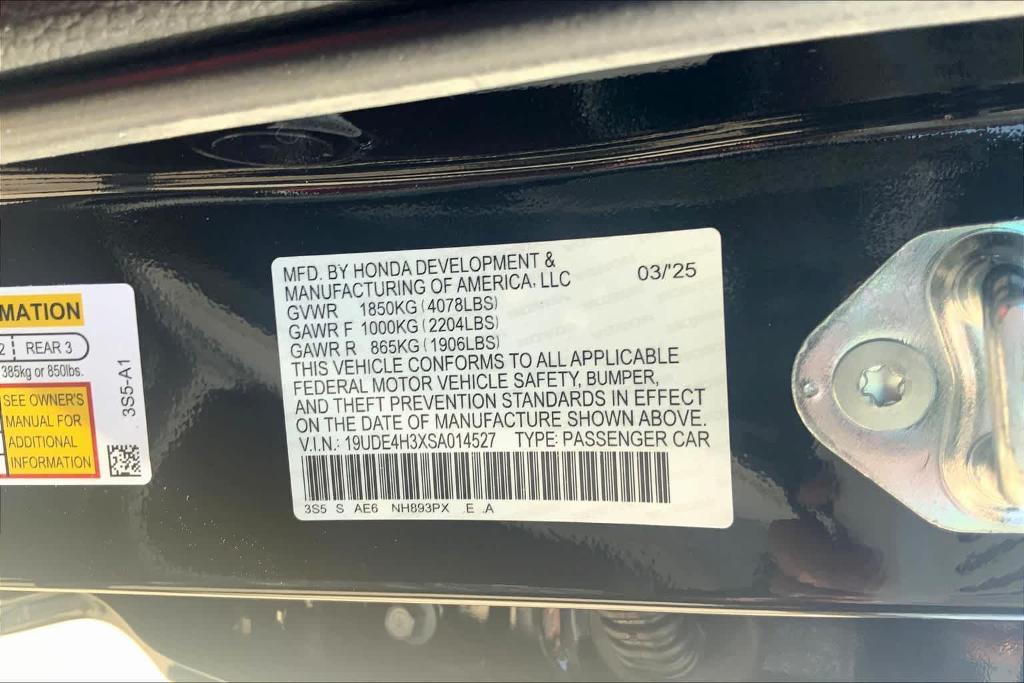 MATION
2 REAR 3
385kg or 850lbs.
SEE OWNER'S
MANUAL FOR
ADDITIONAL
INFORMATION
3S5-A1
MFD. BY HONDA DEVELOPMENT &
MANUFACTURING OF AMERICA, LLC 03/'25
GVWR 1850KG (4078LBS)
GAWR F 1000KG (2204LBS)
GAWR R 865KG (1906LBS)
THIS VEHICLE CONFORMS TO ALL APPLICABLE
FEDERAL MOTOR VEHICLE SAFETY, BUMPER,
AND THEFT PREVENTION STANDARDS IN EFFECT
ON THE DATE OF MANUFACTURE SHOWN ABOVE.
V.I.N.: 19UDE4H3XSA014527 TYPE: PASSENGER CAR
3S5 S AE6 NH893PX .E .A